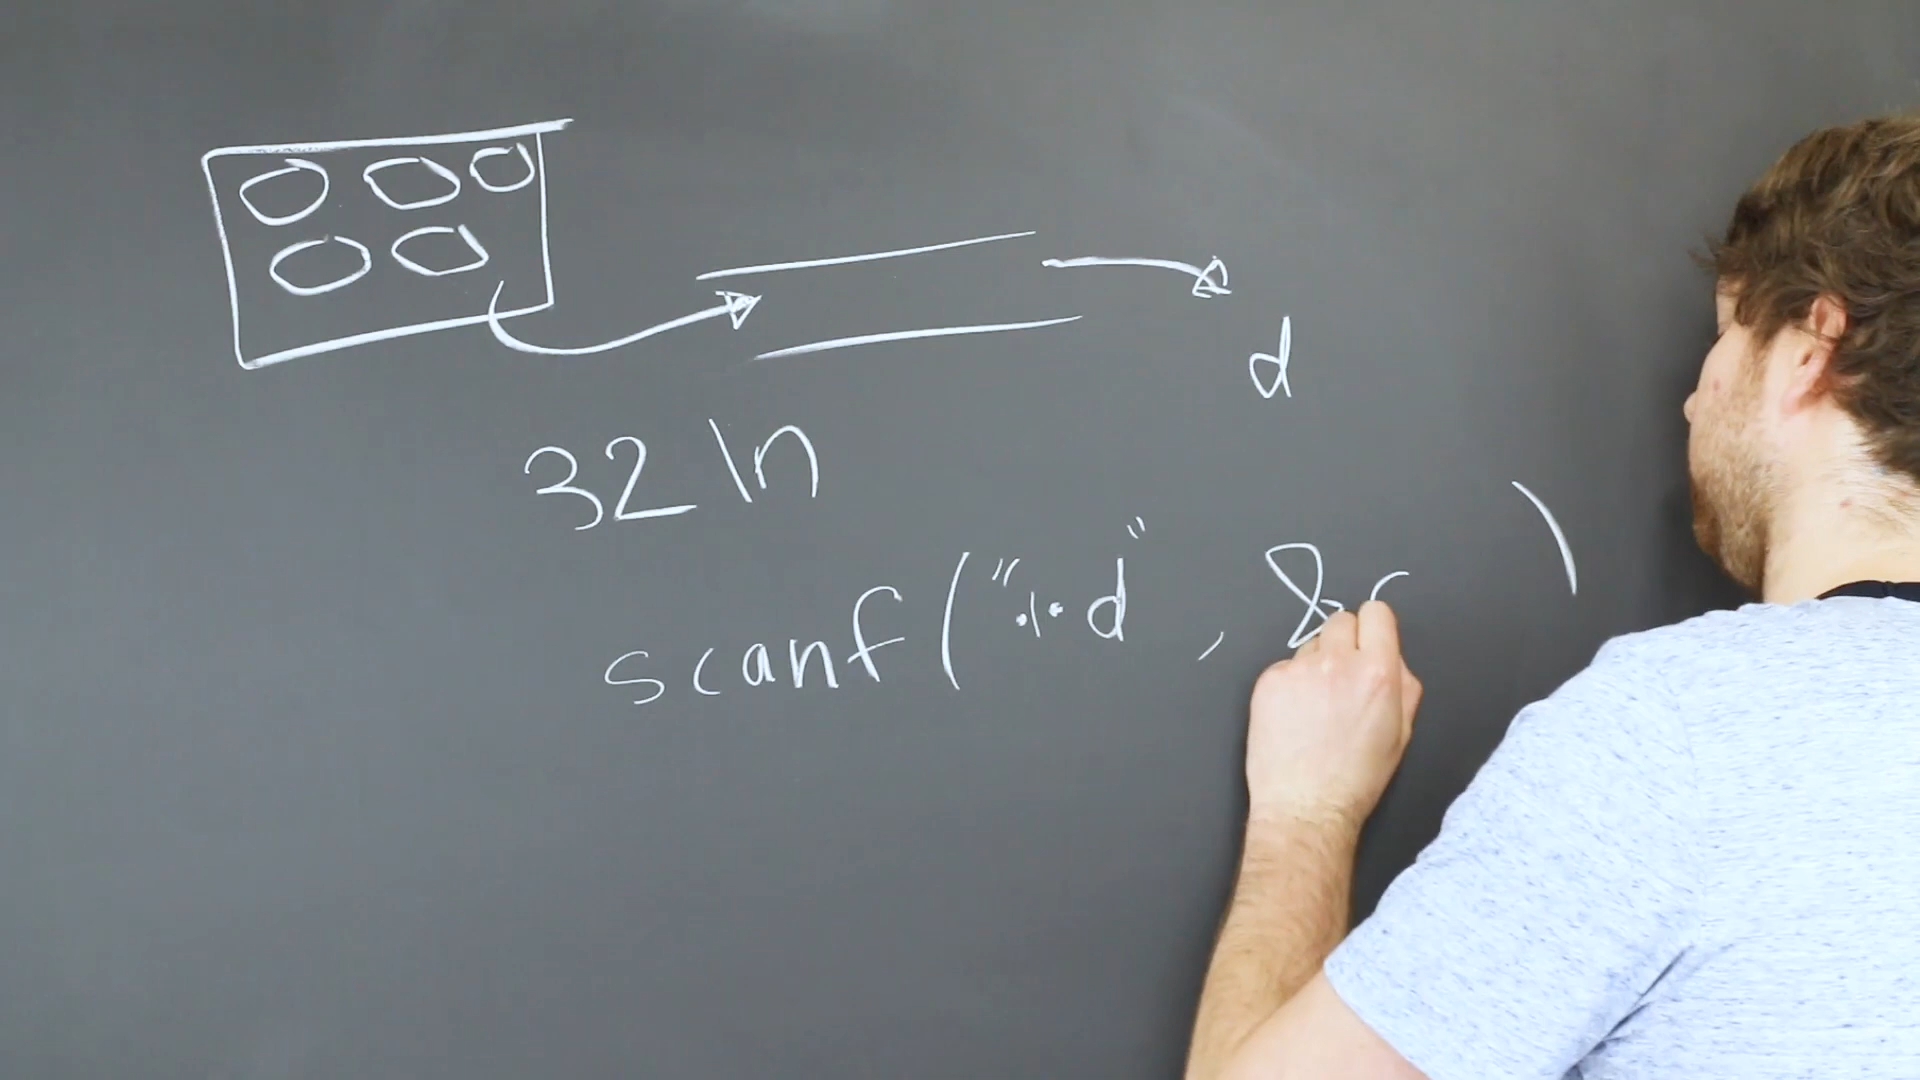 d
32 \n
scanf("%d", & )